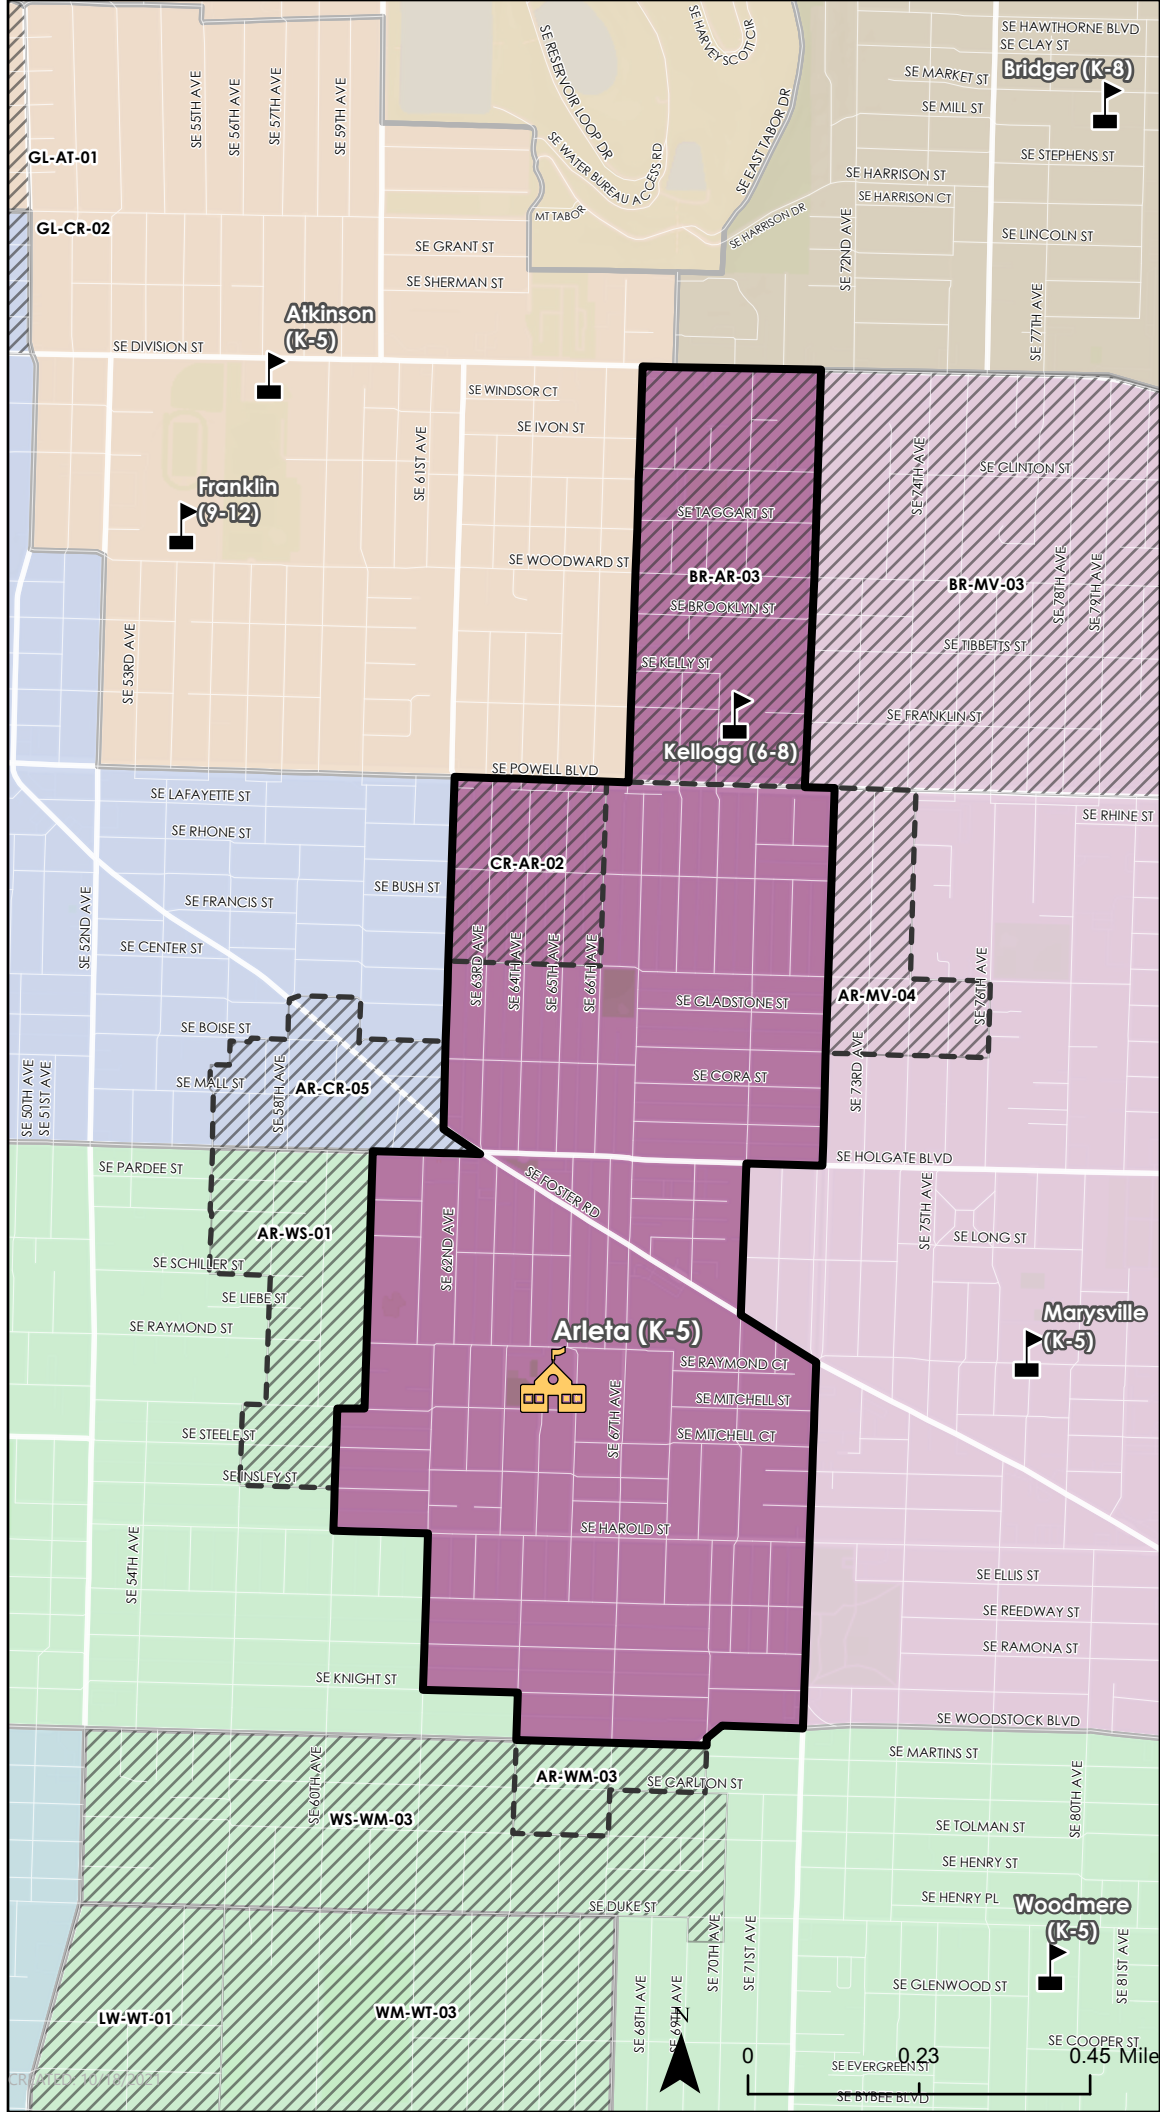 SE HAWTHORNE BLVD
SE CLAY ST
Bridger (K-8)
SE MARKET ST
SE MILL ST
SE STEPHENS ST
SE HARRISON ST
SE HARRISON CT
SE LINCOLN ST
SE 72ND AVE
SE 77TH AVE
SE HARVEY SCOTT CIR
SE RESERVOIR LOOP DR
SE WATER BUREAU ACCESS RD
SE EAST TABOR DR
SE HARRISON DR
MT TABOR
SE 55TH AVE
SE 56TH AVE
SE 57TH AVE
SE 59TH AVE
GL-AT-01
GL-CR-02
SE GRANT ST
SE SHERMAN ST
Atkinson
(K-5)
SE DIVISION ST
SE WINDSOR CT
SE IVON ST
SE 61ST AVE
Franklin
(9-12)
SE WOODWARD ST
SE 53RD AVE
SE TAGGART ST
BR-AR-03
SE BROOKLYN ST
SE KELLY ST
Kellogg (6-8)
SE 74TH AVE
SE CLINTON ST
SE 78TH AVE
SE 79TH AVE
BR-MV-03
SE TIBBETTS ST
SE FRANKLIN ST
SE POWELL BLVD
SE LAFAYETTE ST
SE RHONE ST
SE BUSH ST
SE FRANCIS ST
SE CENTER ST
SE 52ND AVE
SE RHINE ST
CR-AR-02
SE 63RD AVE
SE 64TH AVE
SE 65TH AVE
SE 66TH AVE
SE GLADSTONE ST
AR-MV-04
SE 76TH AVE
SE BOISE ST
SE 50TH AVE
SE 51ST AVE
SE MALL ST
SE 58TH AVE
AR-CR-05
SE CORA ST
SE 73RD AVE
SE HOLGATE BLVD
SE PARDEE ST
SE FOSTER RD
SE 62ND AVE
SE 75TH AVE
AR-WS-01
SE LONG ST
SE SCHILLER ST
SE LIEBE ST
SE RAYMOND ST
Arleta (K-5)
Marysville
(K-5)
SE RAYMOND CT
SE MITCHELL ST
SE MITCHELL CT
SE 67TH AVE
SE STEELE ST
SE INSLEY ST
SE HAROLD ST
SE 54TH AVE
SE ELLIS ST
SE REEDWAY ST
SE RAMONA ST
SE KNIGHT ST
SE WOODSTOCK BLVD
SE MARTINS ST
AR-WM-03
SE CARLTON ST
SE 60TH AVE
WS-WM-03
SE 80TH AVE
SE TOLMAN ST
SE HENRY ST
SE HENRY PL
Woodmere
(K-5)
SE DUKE ST
SE 70TH AVE
SE 71ST AVE
SE 81ST AVE
SE GLENWOOD ST
LW-WT-01
WM-WT-03
SE 68TH AVE
SE 69TH AVE
N
SE COOPER ST
0 0.23 0.45 Mile
SE EVERGREEN ST
SE BYBEE BLVD
CREATED: 10/18/2021